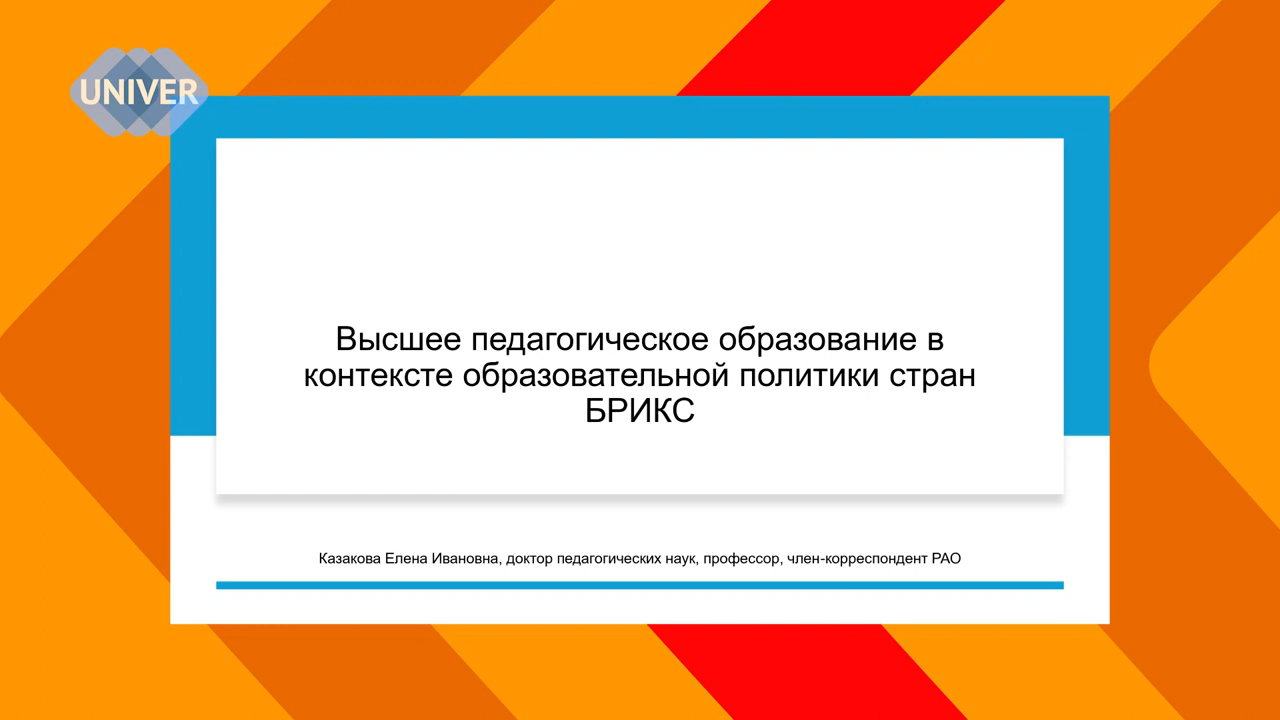 UNIVER
Высшее педагогическое образование в
контексте образовательной политики стран
БРИКС
Казакова Елена Ивановна, доктор педагогических наук, профессор, член-корреспондент РАО